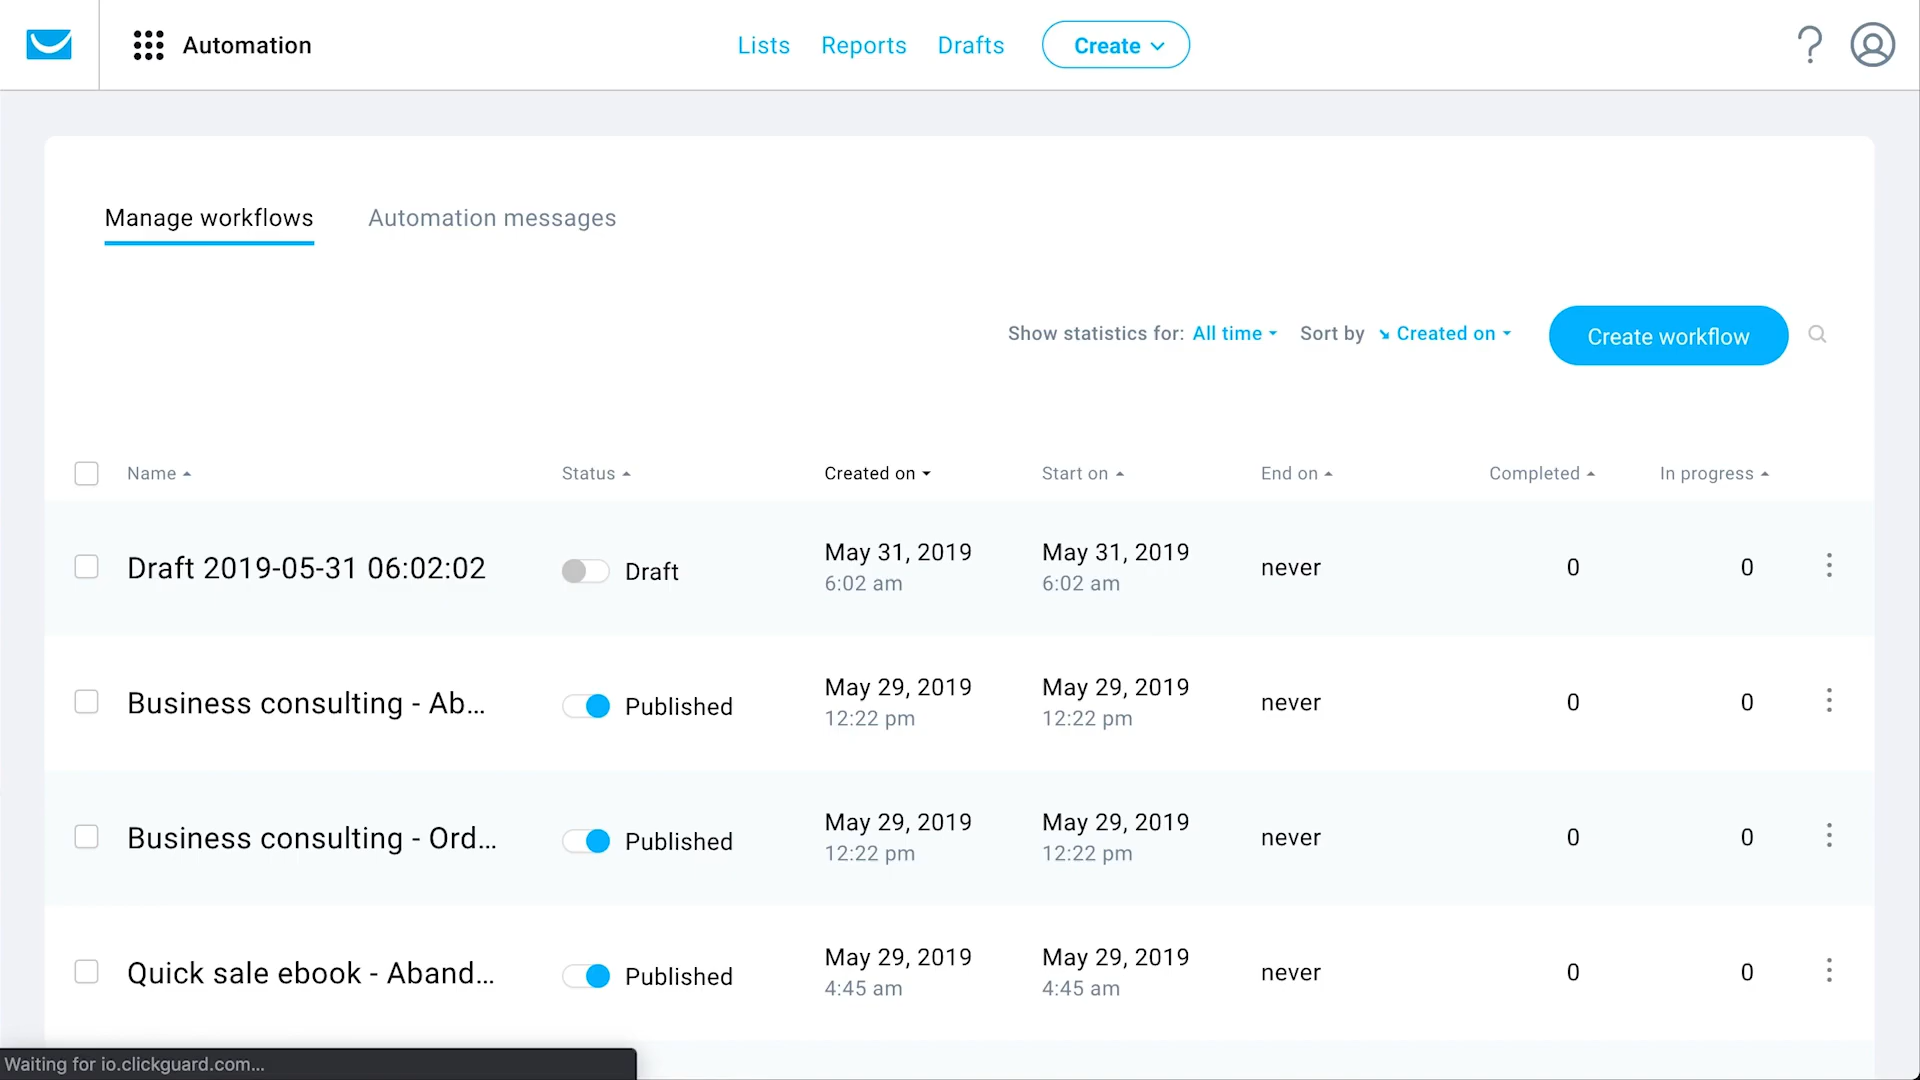 Automation
Lists Reports Drafts Create
Manage workflows Automation messages
Show statistics for: All time Sort by Created on Create workflow
Name Status Created on Start on End on Completed In progress
Draft 2019-05-31 06:02:02 Draft May 31, 2019 May 31, 2019 never 0 0
6:02 am 6:02 am
Business consulting - Ab... Published May 29, 2019 May 29, 2019 never 0 0
12:22 pm 12:22 pm
Business consulting - Ord... Published May 29, 2019 May 29, 2019 never 0 0
12:22 pm 12:22 pm
Quick sale ebook - Aband... Published May 29, 2019 May 29, 2019 never 0 0
4:45 am 4:45 am
Waiting for io.clickguard.com...